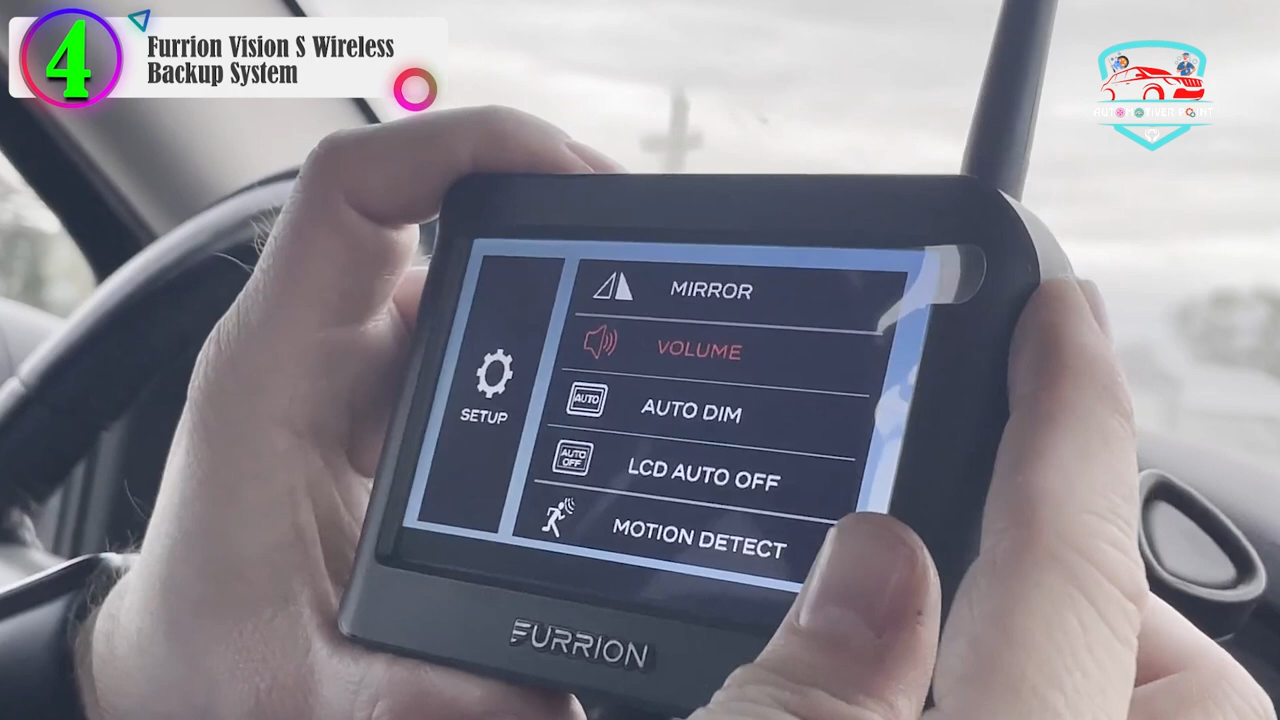 4
Furrion Vision S Wireless
Backup System
MIRROR
VOLUME
AUTO
AUTO DIM
SETUP
AUTO
OFF
LCD AUTO OFF
MOTION DETECT
FURRION